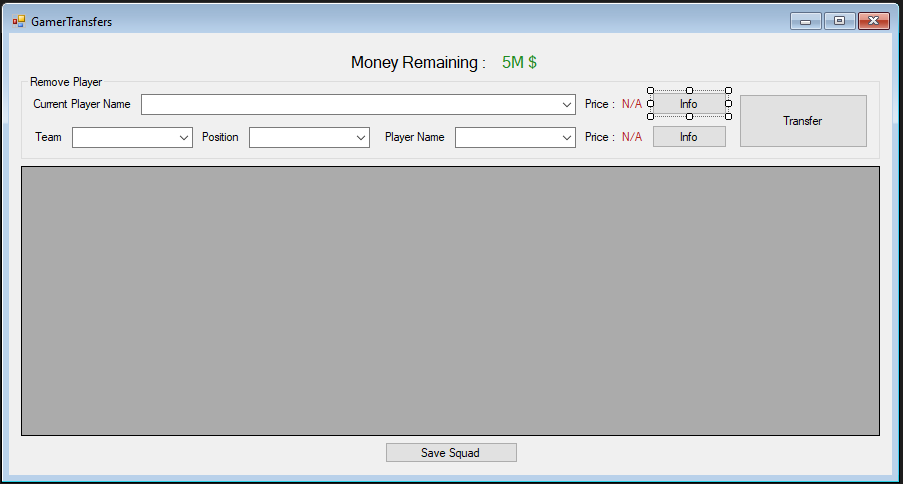 GamerTransfers
Money Remaining : 5M $
Remove Player
Current Player Name Price : N/A Info
Transfer
Team Position Player Name Price : N/A Info
Save Squad